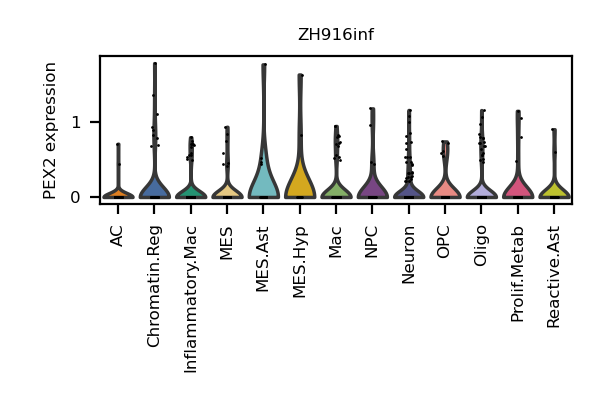 ZH916inf
PEX2 expression
1
0
AC
Chromatin.Reg
Inflammatory.Mac
MES
MES.Ast
MES.Hyp
Mac
NPC
Neuron
OPC
Oligo
Prolif.Metab
Reactive.Ast